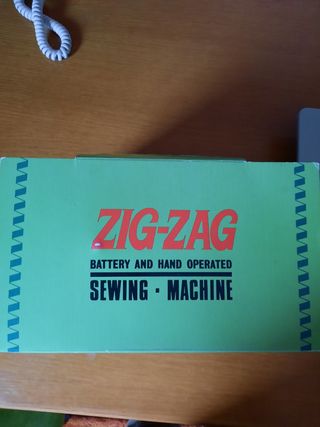 ZIG-ZAG
BATTERY AND HAND OPERATED
SEWING · MACHINE